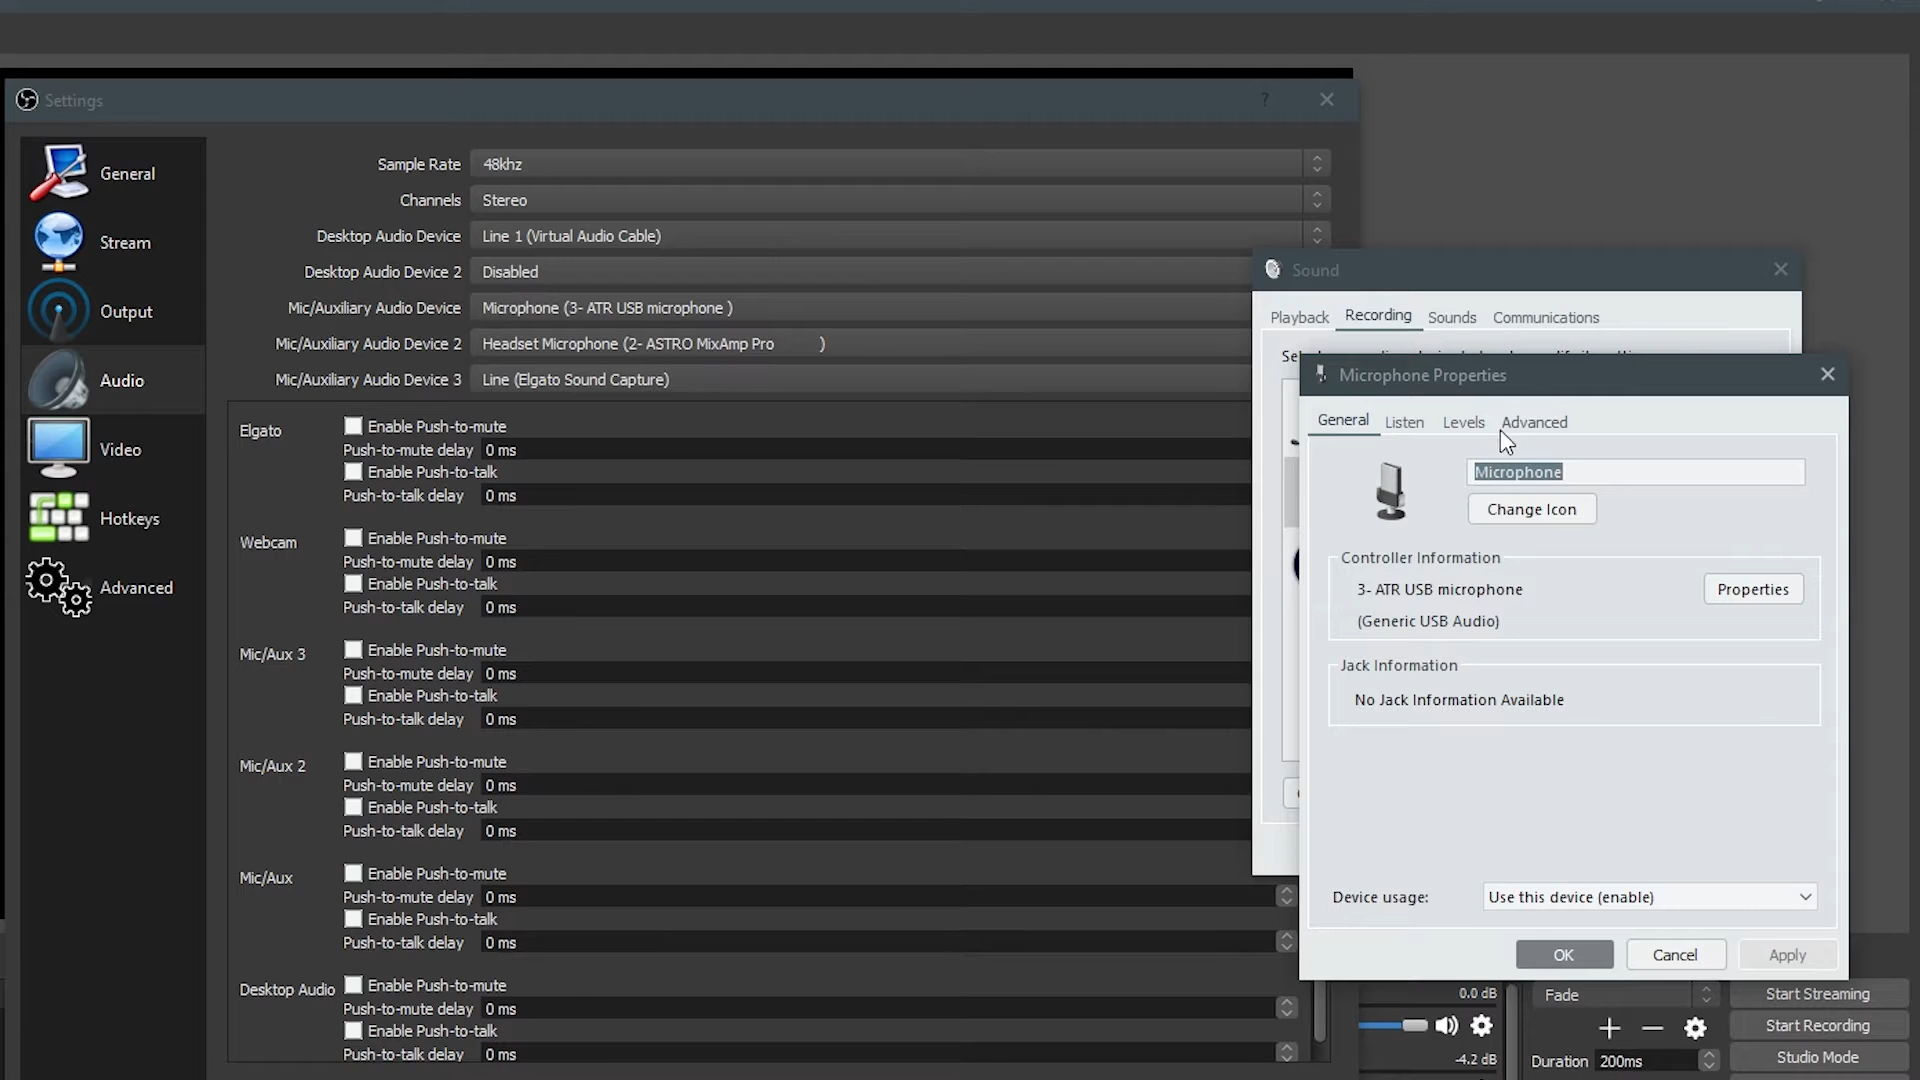 Settings
?
General
Stream
Output
Audio
Video
Hotkeys
Advanced
Sample Rate 48khz
Channels Stereo
Desktop Audio Device Line 1 (Virtual Audio Cable)
Desktop Audio Device 2 Disabled
Mic/Auxiliary Audio Device Microphone (3- ATR USB microphone )
Mic/Auxiliary Audio Device 2 Headset Microphone (2- ASTRO MixAmp Pro )
Mic/Auxiliary Audio Device 3 Line (Elgato Sound Capture)
Elgato Enable Push-to-mute
Push-to-mute delay 0 ms
Enable Push-to-talk
Push-to-talk delay 0 ms
Webcam Enable Push-to-mute
Push-to-mute delay 0 ms
Enable Push-to-talk
Push-to-talk delay 0 ms
Mic/Aux 3 Enable Push-to-mute
Push-to-mute delay 0 ms
Enable Push-to-talk
Push-to-talk delay 0 ms
Mic/Aux 2 Enable Push-to-mute
Push-to-mute delay 0 ms
Enable Push-to-talk
Push-to-talk delay 0 ms
Mic/Aux Enable Push-to-mute
Push-to-mute delay 0 ms
Enable Push-to-talk
Push-to-talk delay 0 ms
Desktop Audio Enable Push-to-mute
Push-to-mute delay 0 ms
Enable Push-to-talk
Push-to-talk delay 0 ms
Sound
Playback Recording Sounds Communications
Microphone Properties
General Listen Levels Advanced
Microphone
Change Icon
Controller Information
3- ATR USB microphone
(Generic USB Audio)
Properties
Jack Information
No Jack Information Available
Device usage: Use this device (enable)
OK Cancel Apply
0.0 dB
-4.2 dB
Fade
Duration 200ms
Start Streaming
Start Recording
Studio Mode